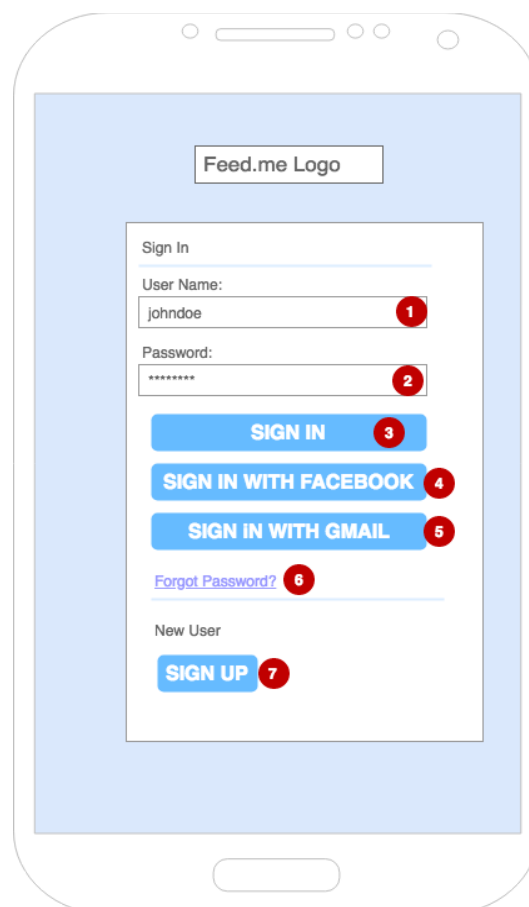 Feed.me Logo
Sign In
User Name:
johndoe 1
Password:
******** 2
SIGN IN 3
SIGN IN WITH FACEBOOK 4
SIGN iN WITH GMAIL 5
Forgot Password? 6
New User
SIGN UP 7